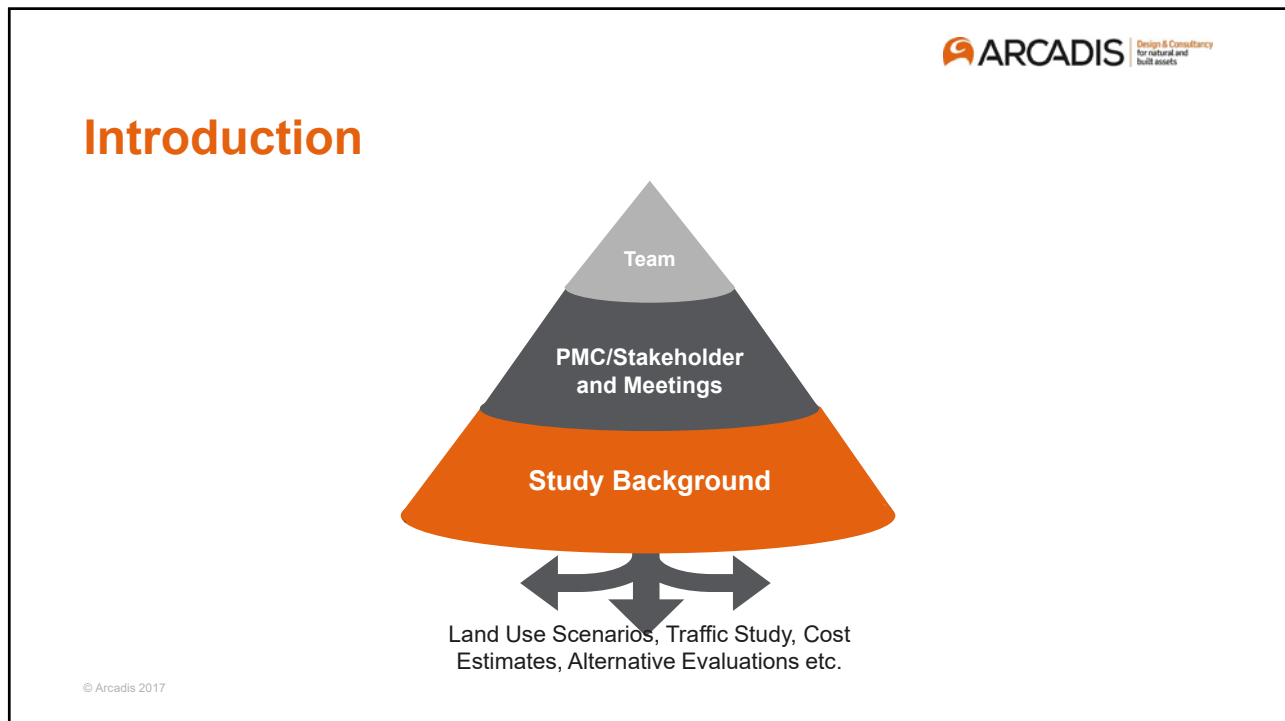 ARCADIS
Design & Consultancy
for natural and
built assets
Introduction
Team
PMC/Stakeholder
and Meetings
Study Background
Land Use Scenarios, Traffic Study, Cost
Estimates, Alternative Evaluations etc.
© Arcadis 2017